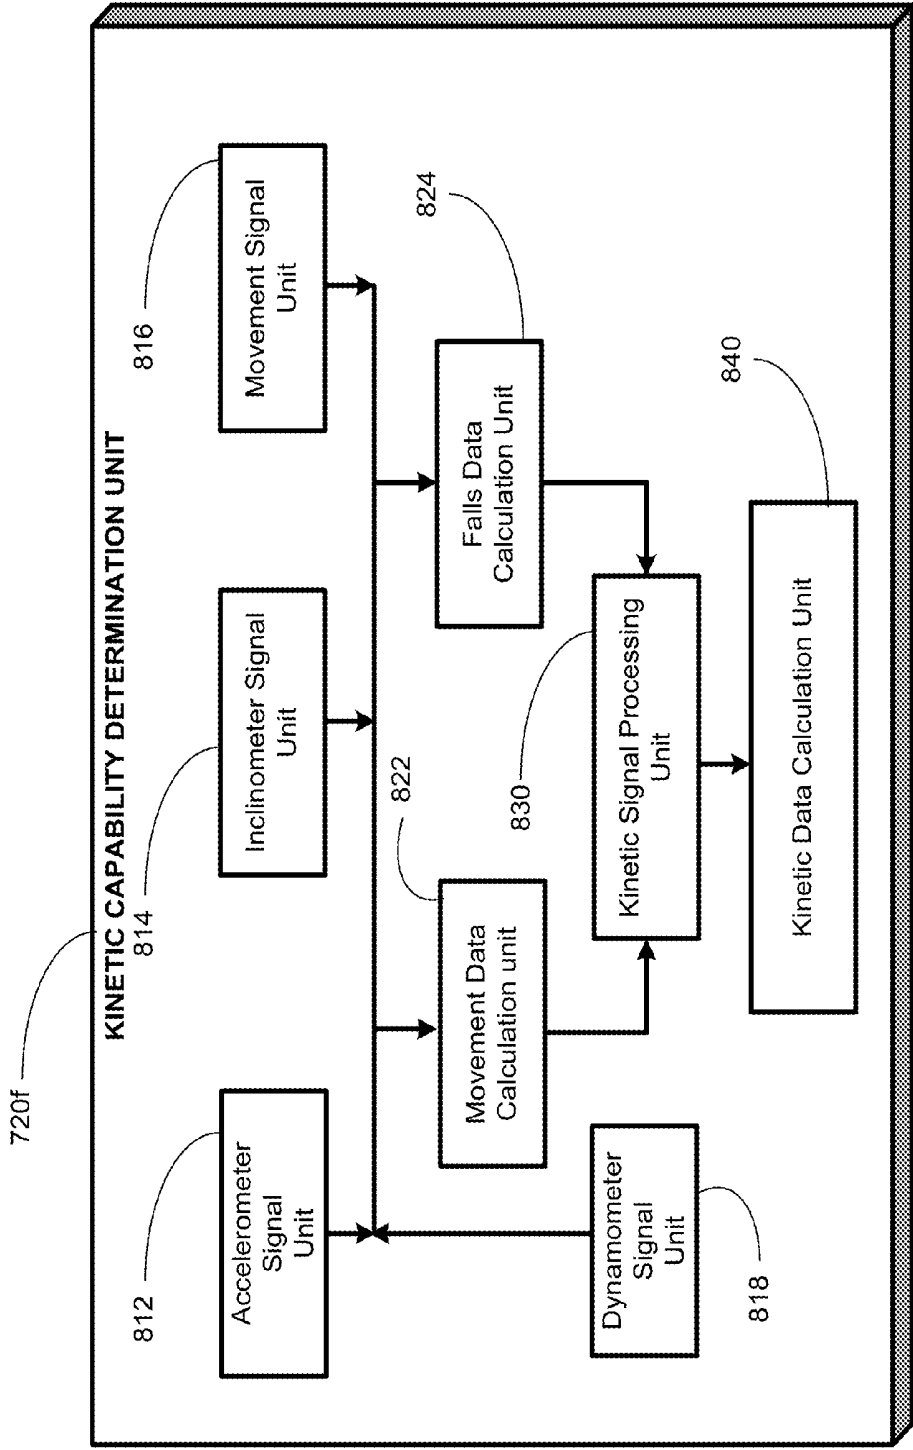 720f
KINETIC CAPABILITY DETERMINATION UNIT
812
814
816
Accelerometer
Signal
Unit
Inclinometer Signal
Unit
Movement Signal
Unit
822
824
Movement Data
Calculation unit
Falls Data
Calculation Unit
830
Dynamometer
Signal
Unit
Kinetic Signal Processing
Unit
818
840
Kinetic Data Calculation Unit